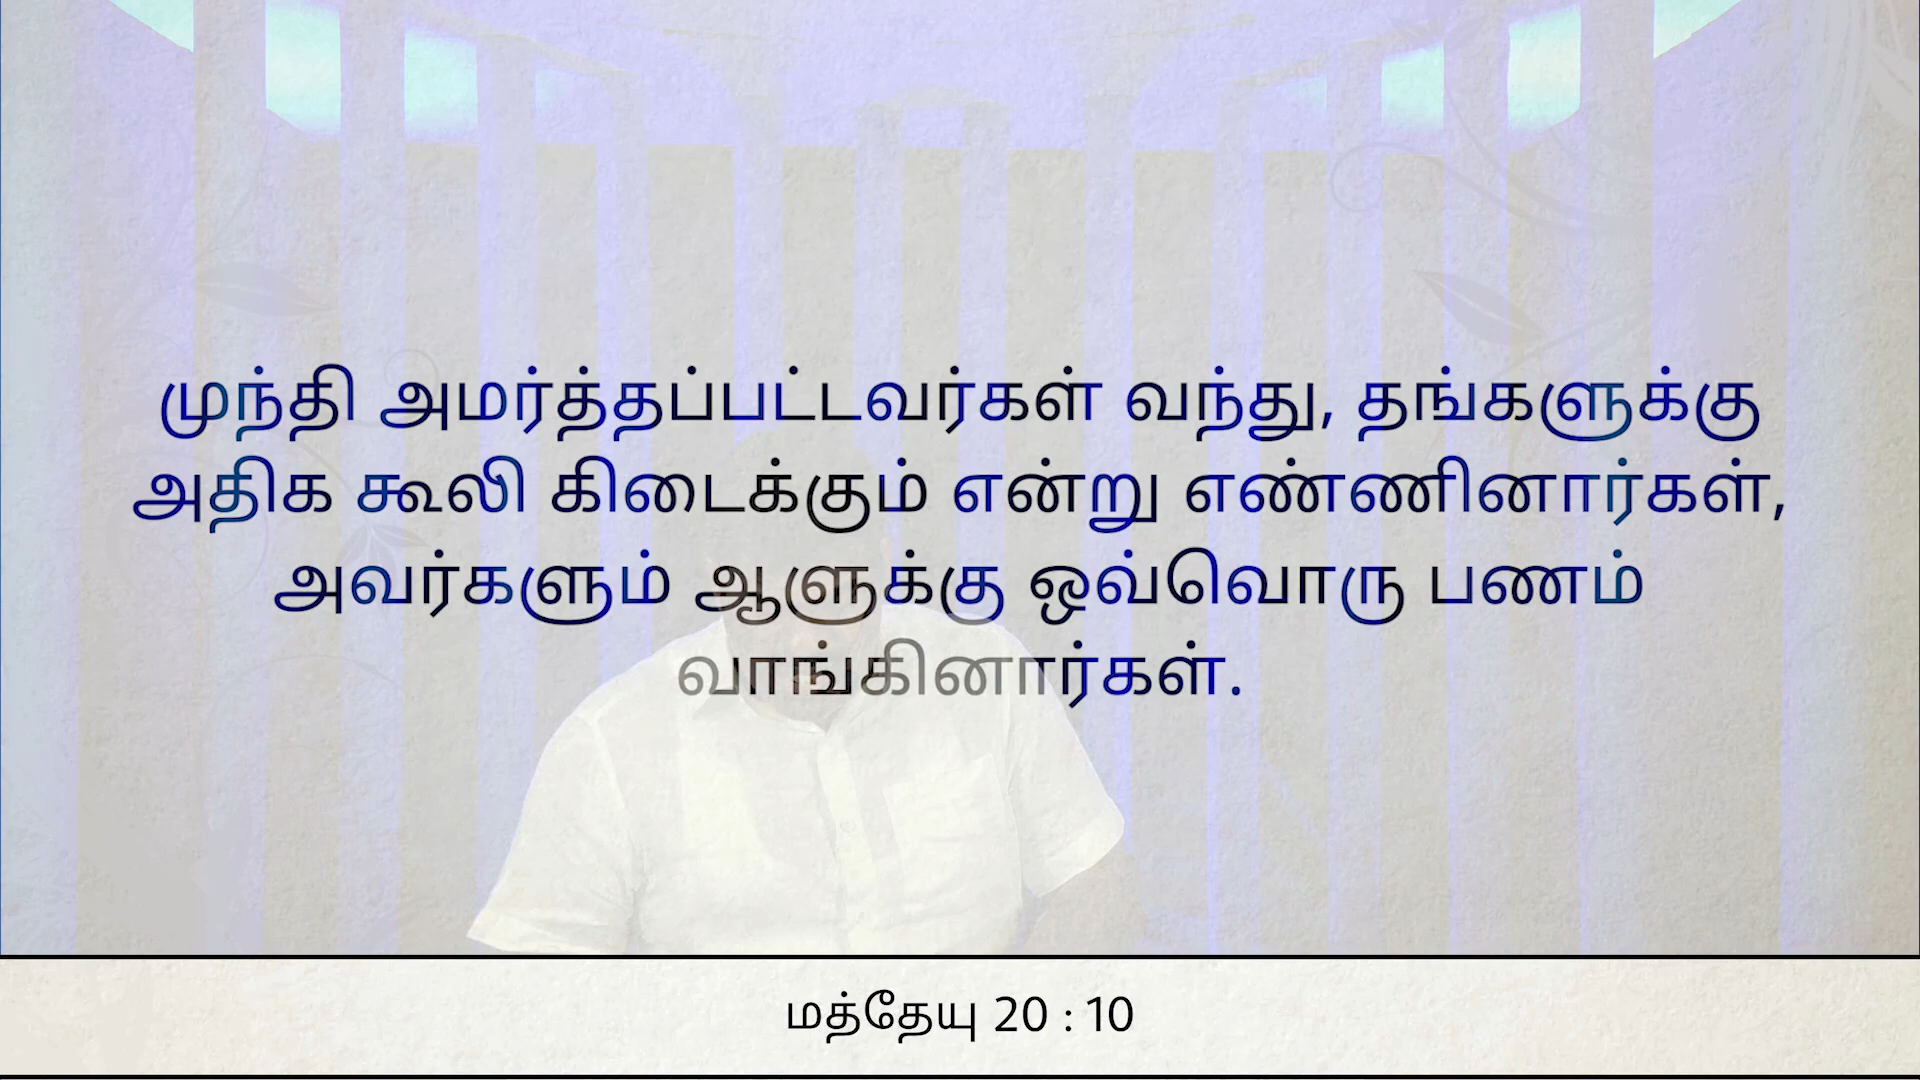 முந்தி அமர்த்தப்பட்டவர்கள் வந்து, தங்களுக்கு
அதிக கூலி கிடைக்கும் என்று எண்ணினார்கள்,
அவர்களும் ஆளுக்கு ஒவ்வொரு பணம்
வாங்கினார்கள்.
மத்தேயு 20 : 10